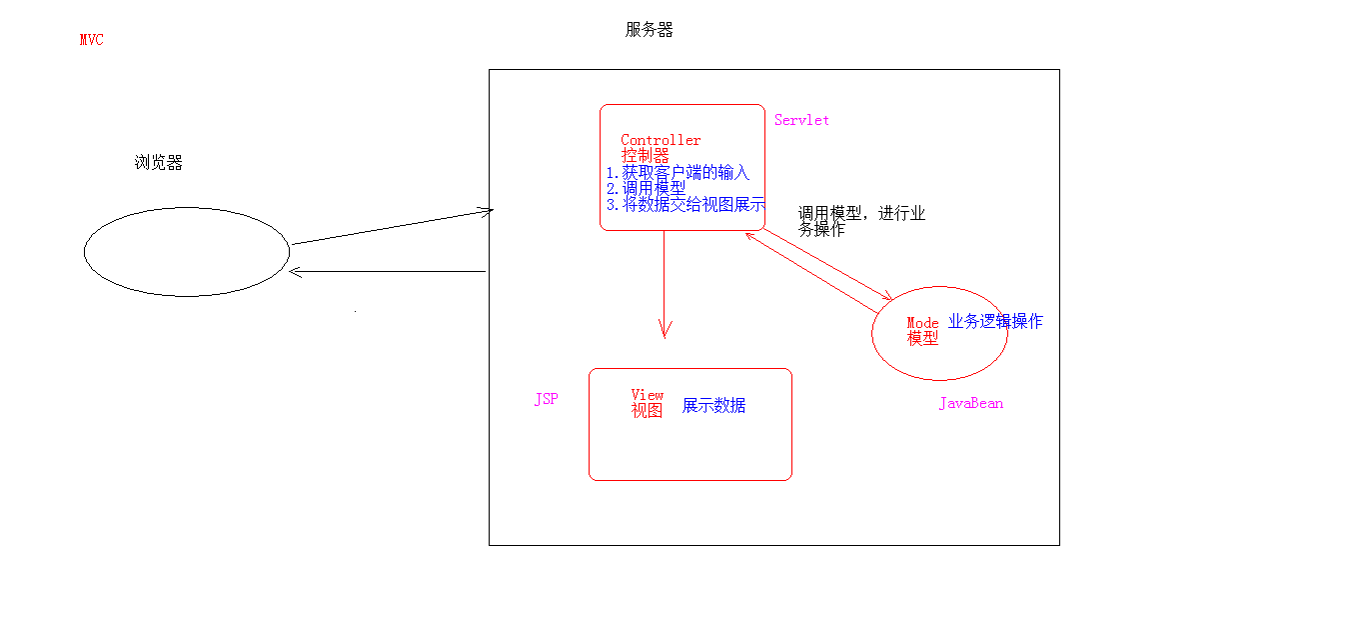 MVC
服务器
浏览器
Servlet
Controller
控制器
1.获取客户端的输入
2.调用模型
3.将数据交给视图展示
调用模型，进行业
务操作
Mode 业务逻辑操作
模型
JavaBean
JSP
View
视图 展示数据